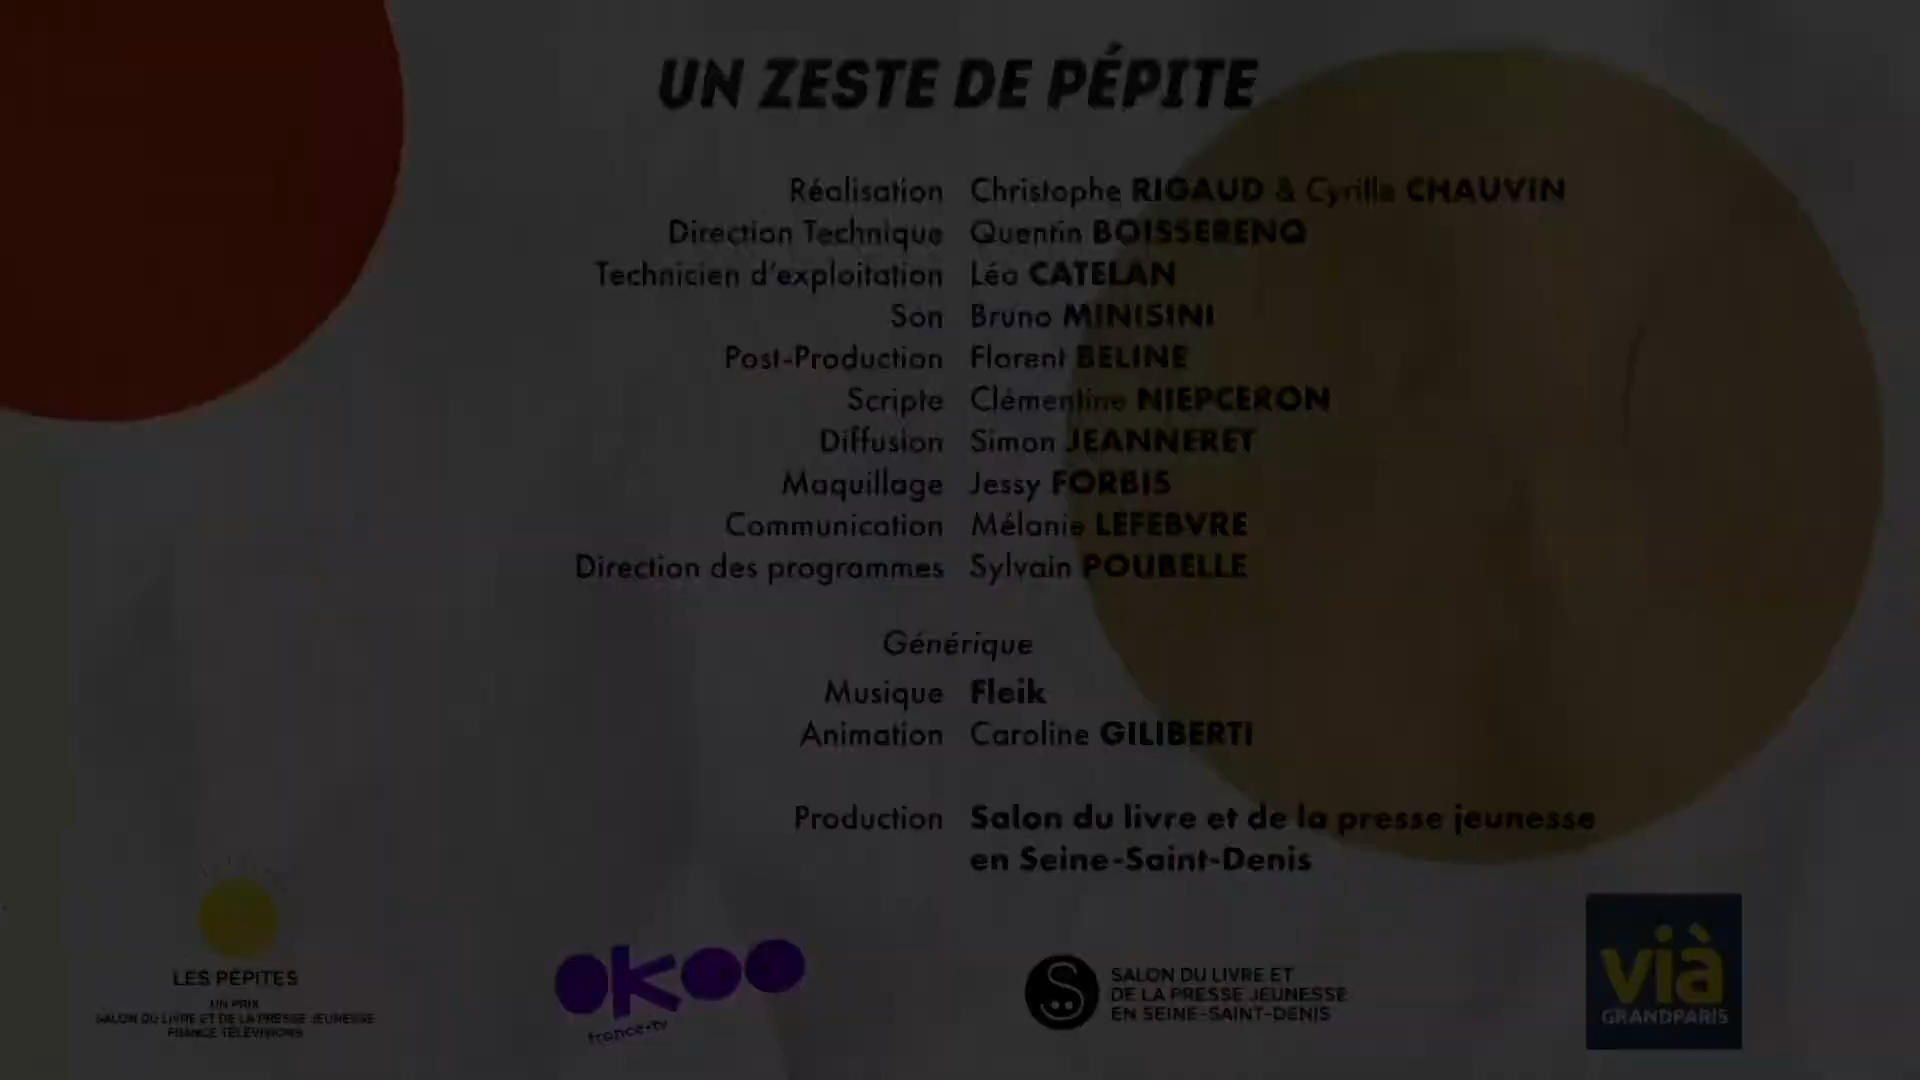 UN ZESTE DE PÉPITE
Réalisation Christophe RIGAUD & Cyrille CHAUVIN
Direction Technique Quentin BOISSERENQ
Technicien d'exploitation Léo CATELAN
Son Bruno MINISINI
Post-Production Florent BELINE
Scripte Clémentine NIEPCERON
Diffusion Simon JEANNERET
Maquillage Jessy FORBIS
Communication Mélanie LEFEBVRE
Direction des programmes Sylvain POUBELLE
Générique
Musique Fleik
Animation Caroline GILIBERTI
Production Salon du livre et de la presse jeunesse
en Seine-Saint-Denis
LES PÉPITES
UN PRIX
SALON DU LIVRE ET DE LA PRESSE JEUNESSE
FRANCE TÉLÉVISIONS
OKOO
france•tv
SALON DU LIVRE ET
DE LA PRESSE JEUNESSE
EN SEINE-SAINT-DENIS
vià
GRANDPARIS